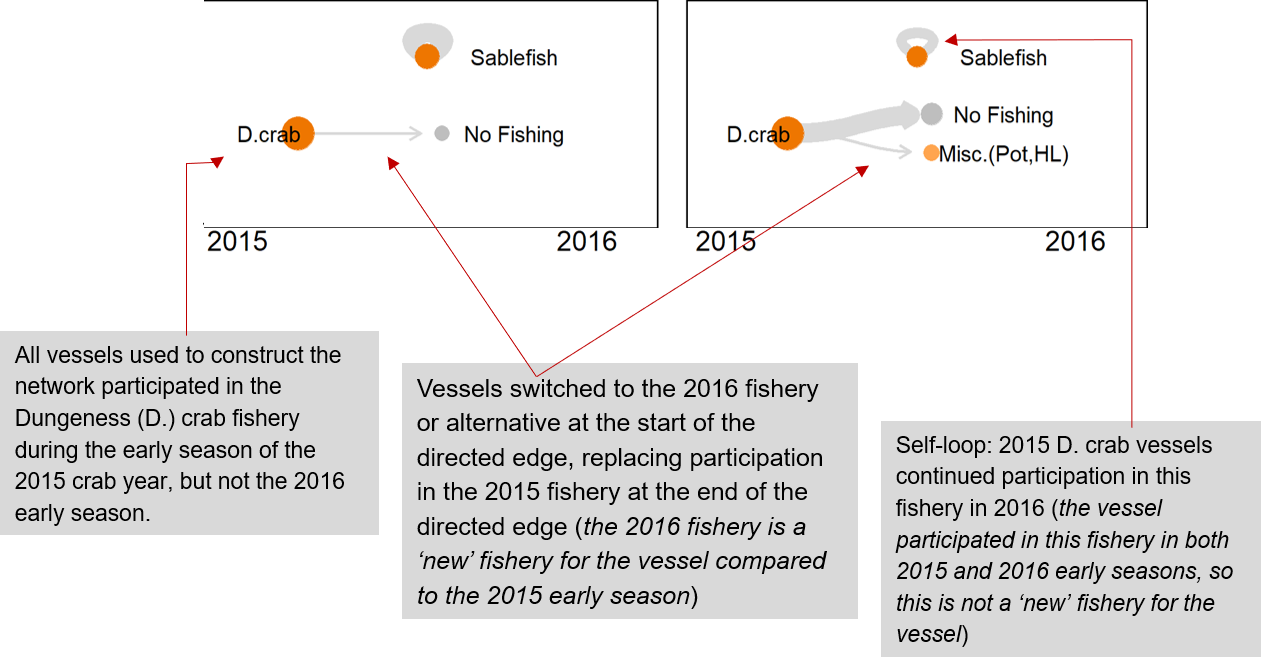 Sablefish
D.crab
No Fishing
2015
2016
Sablefish
D.crab
No Fishing
Misc.(Pot,HL)
2015
2016
All vessels used to construct the
network participated in the
Dungeness (D.) crab fishery
during the early season of the
2015 crab year, but not the 2016
early season.
Vessels switched to the 2016 fishery
or alternative at the start of the
directed edge, replacing participation
in the 2015 fishery at the end of the
directed edge (the 2016 fishery is a
‘new’ fishery for the vessel compared
to the 2015 early season)
Self-loop: 2015 D. crab vessels
continued participation in this
fishery in 2016 (the vessel
participated in this fishery in both
2015 and 2016 early seasons, so
this is not a ‘new’ fishery for the
vessel)